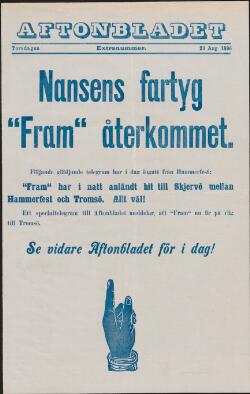 AFTONBLADET
Torsdagen Extranummer. 20 Aug. 1896
Nansens fartyg
"Fram" återkommet.
Följande glädjande telegram har i dag ingått från Hammerfest:
"Fram" har i natt anländt hit till Skjervö mellan
Hammerfest och Tromsö. Allt väl!
Ett specialtelegram till Aftonbladet meddelar, att "Fram" nu är på väg
till Tromsö.
Se vidare Aftonbladet för i dag!